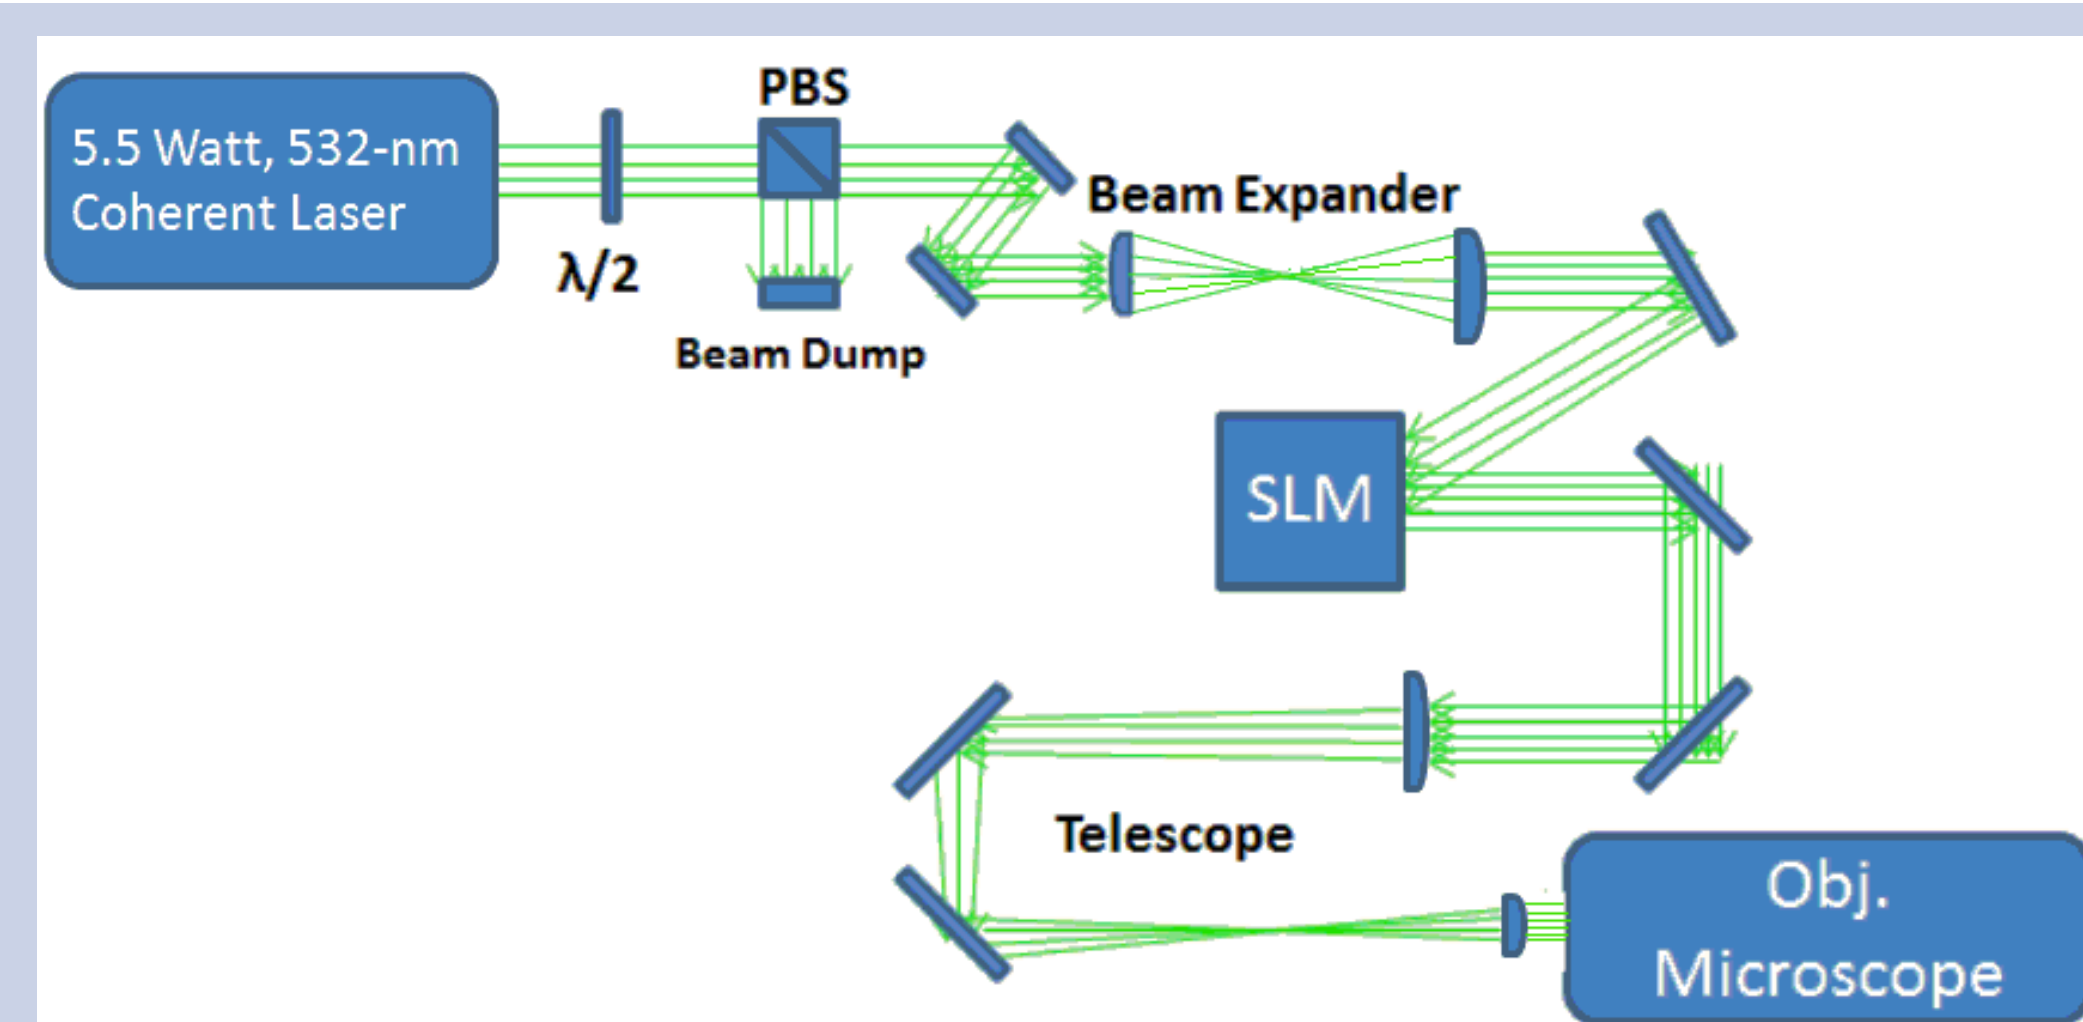 PBS
5.5 Watt, 532-nm
Coherent Laser
Beam Expander
λ/2
Beam Dump
SLM
Telescope
Obj.
Microscope